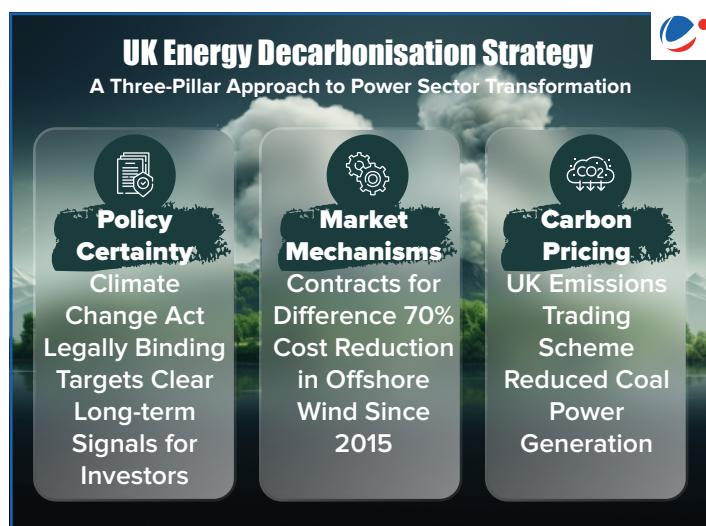 UK Energy Decarbonisation Strategy
A Three-Pillar Approach to Power Sector Transformation
Policy
Certainty
Climate
Change Act
Legally Binding
Targets Clear
Long-term
Signals for
Investors
Market
Mechanisms
Contracts for
Difference 70%
Cost Reduction
in Offshore
Wind Since
2015
CO2
Carbon
Pricing
UK Emissions
Trading
Scheme
Reduced Coal
Power
Generation